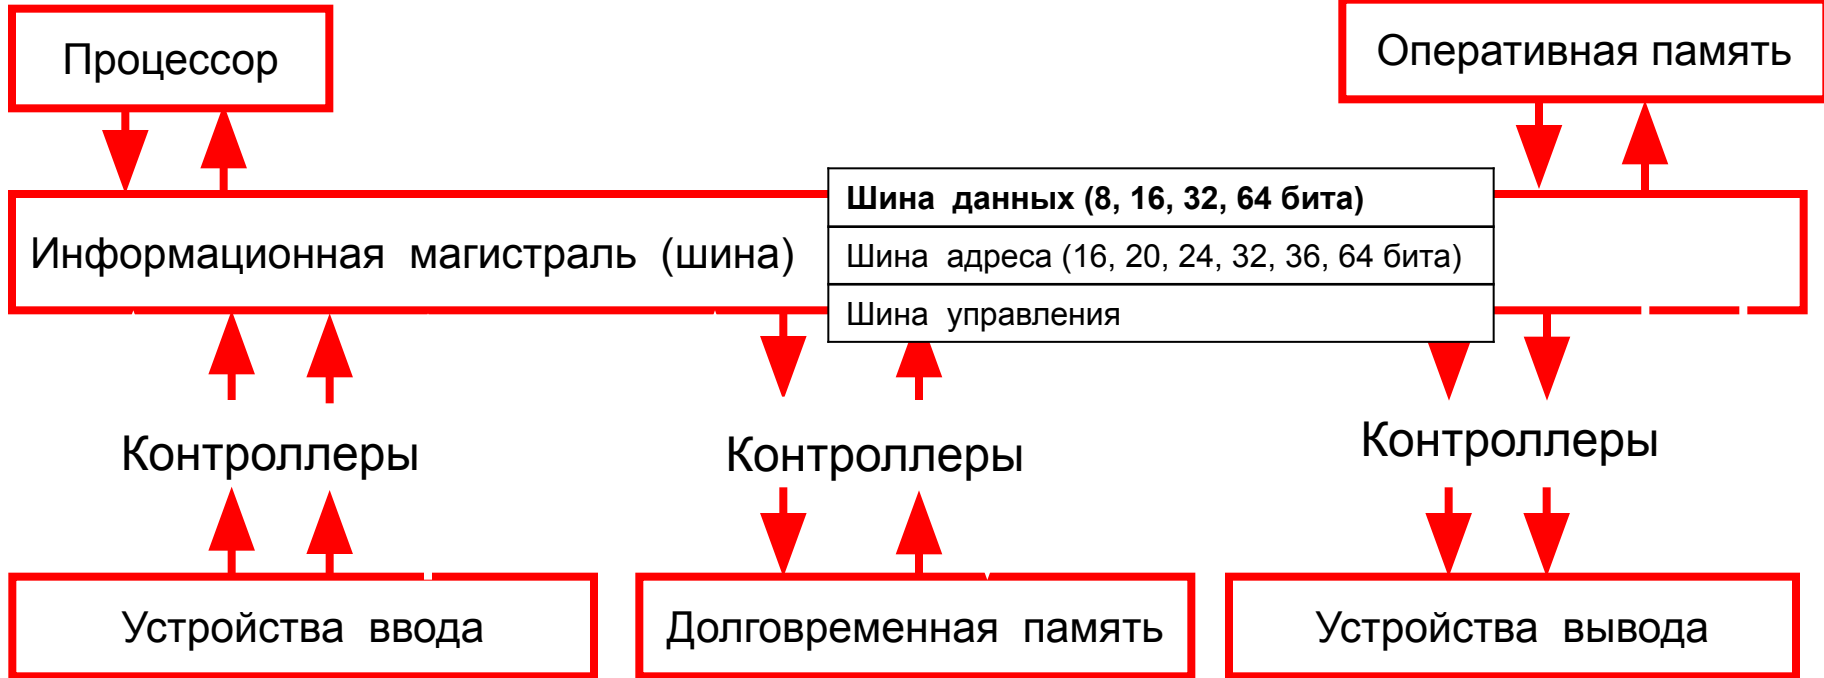 Процессор
Оперативная память
Информационная магистраль (шина)
Шина данных (8, 16, 32, 64 бита)
Шина адреса (16, 20, 24, 32, 36, 64 бита)
Шина управления
Контроллеры
Контроллеры
Контроллеры
Устройства ввода
Долговременная память
Устройства вывода